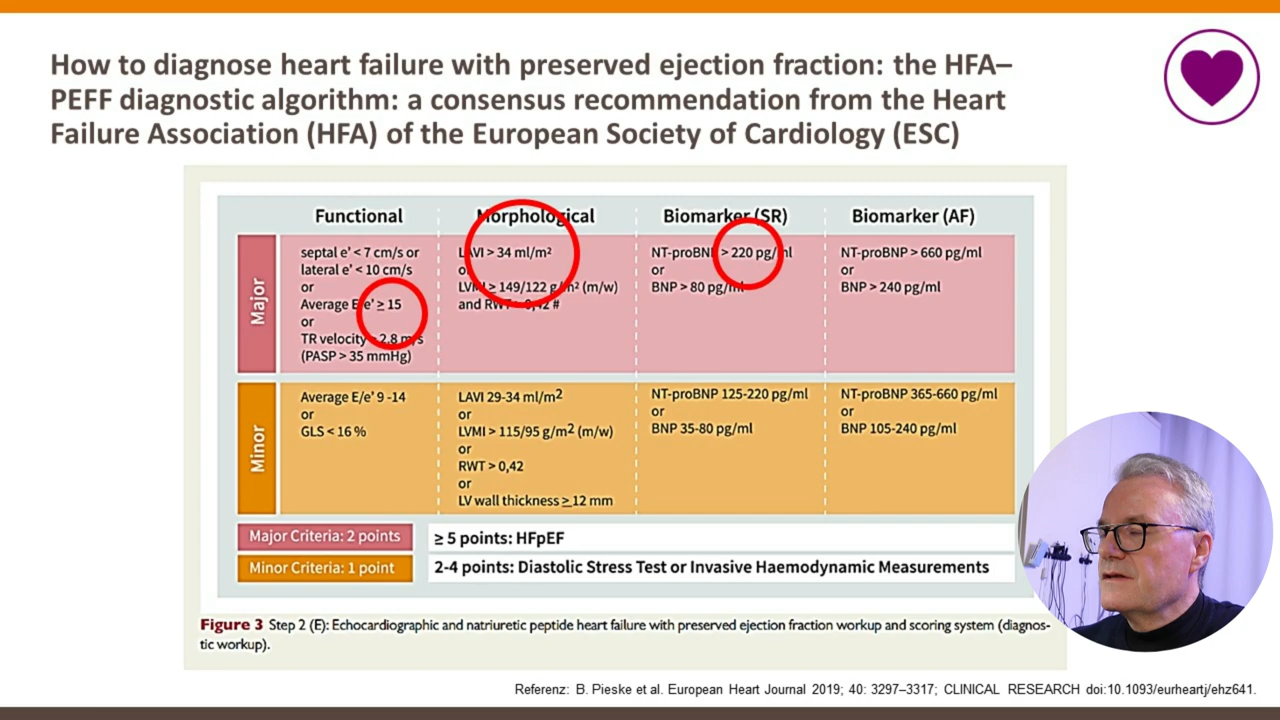 How to diagnose heart failure with preserved ejection fraction: the HFA–
PEFF diagnostic algorithm: a consensus recommendation from the Heart
Failure Association (HFA) of the European Society of Cardiology (ESC)
Functional
Morphological
Biomarker (SR)
Biomarker (AF)
Major
septal e' < 7 cm/s or
lateral e' < 10 cm/s
or
Average E/e' ≥ 15
or
TR velocity > 2.8 m/s
(PASP > 35 mmHg)
LAVI > 34 ml/m²
or
LVMI ≥ 149/122 g/m² (m/w)
and RWT > 0,42 #
NT-proBNP > 220 pg/ml
or
BNP > 80 pg/ml
NT-proBNP > 660 pg/ml
or
BNP > 240 pg/ml
Minor
Average E/e' 9 -14
or
GLS < 16 %
LAVI 29-34 ml/m2
or
LVMI > 115/95 g/m2 (m/w)
or
RWT > 0,42
or
LV wall thickness ≥ 12 mm
NT-proBNP 125-220 pg/ml
or
BNP 35-80 pg/ml
NT-proBNP 365-660 pg/ml
or
BNP 105-240 pg/ml
Major Criteria: 2 points
≥ 5 points: HFpEF
Minor Criteria: 1 point
2-4 points: Diastolic Stress Test or Invasive Haemodynamic Measurements
Figure 3 Step 2 (E): Echocardiographic and natriuretic peptide heart failure with preserved ejection fraction workup and scoring system (diagnos-
tic workup).
Referenz: B. Pieske et al. European Heart Journal 2019; 40: 3297–3317; CLINICAL RESEARCH doi:10.1093/eurheartj/ehz641.